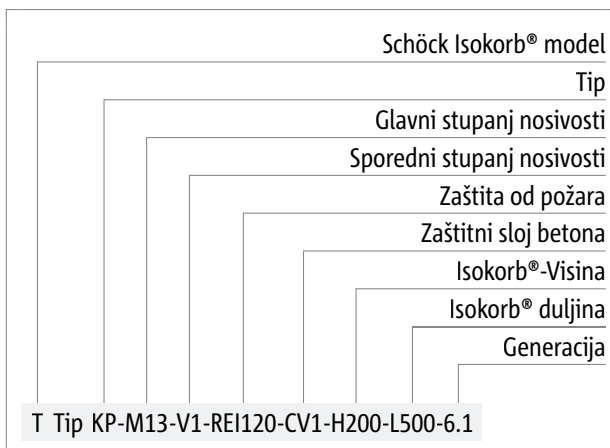 Schöck Isokorb® model
Tip
Glavni stupanj nosivosti
Sporedni stupanj nosivosti
Zaštita od požara
Zaštitni sloj betona
Isokorb®-Visina
Isokorb® duljina
Generacija
T Tip KP-M13-V1-REI120-CV1-H200-L500-6.1